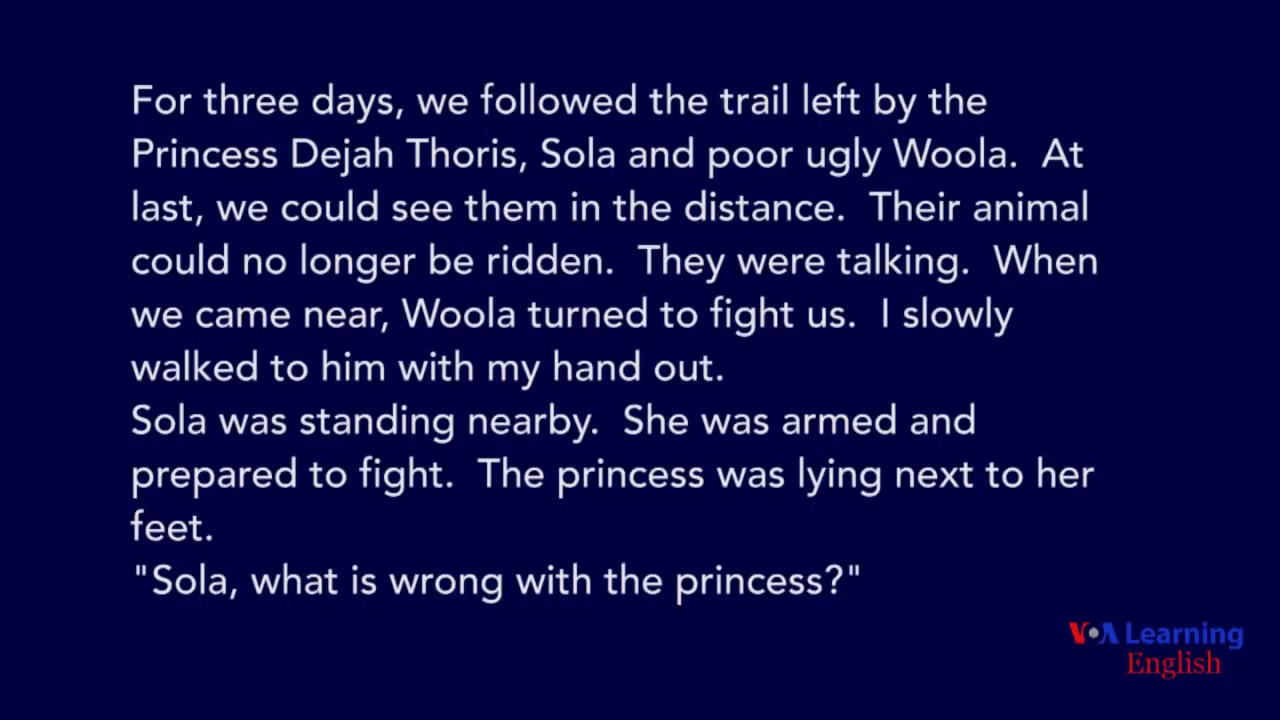 For three days, we followed the trail left by the
Princess Dejah Thoris, Sola and poor ugly Woola.  At
last, we could see them in the distance.  Their animal
could no longer be ridden.  They were talking.  When
we came near, Woola turned to fight us.  I slowly
walked to him with my hand out.
Sola was standing nearby.  She was armed and
prepared to fight.  The princess was lying next to her
feet.
"Sola, what is wrong with the princess?"
VOA Learning
English